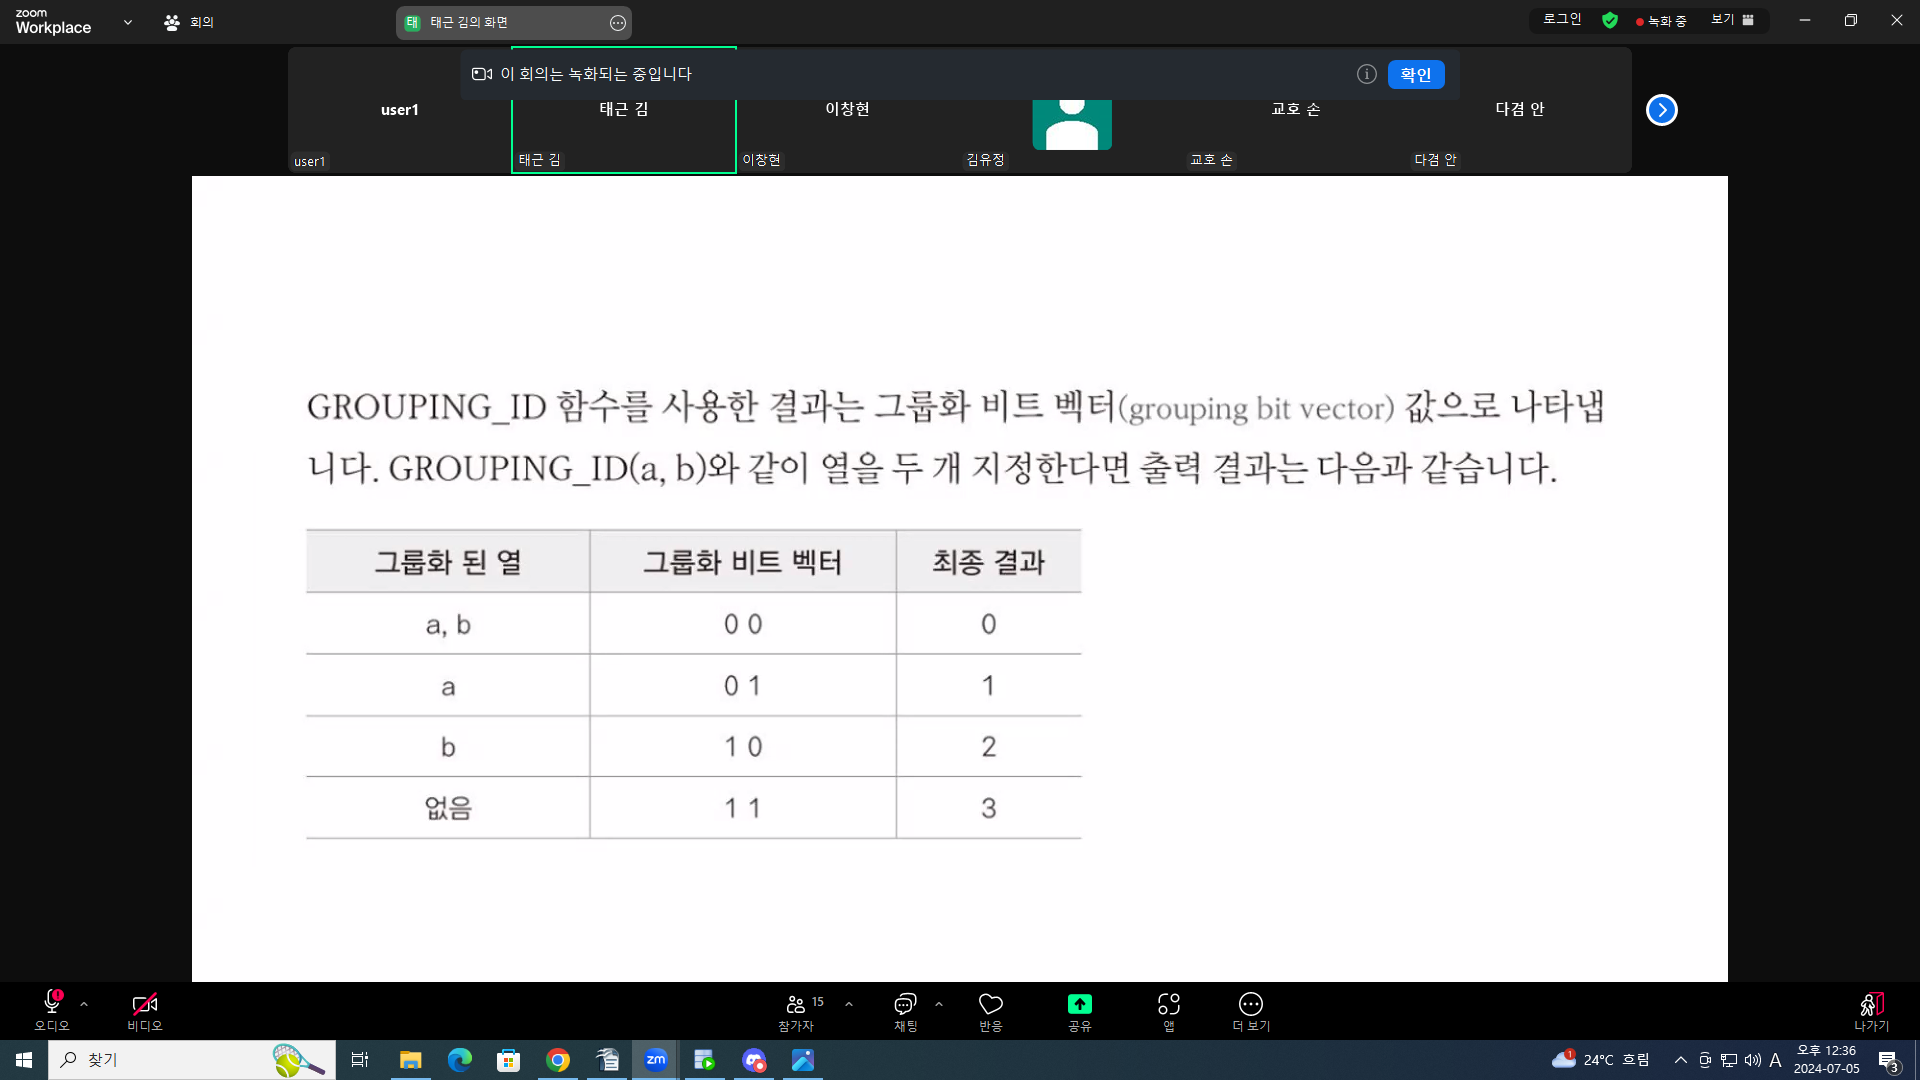 zoom
Workplace
회의
태 태근 김의 화면
로그인
녹화 중
보기
이 회의는 녹화되는 중입니다
확인
user1
태근 김
이창현
교호 손
다겸 안
user1
태근 김
이창현
김유정
교호 손
다겸 안
GROUPING_ID 함수를 사용한 결과는 그룹화 비트 벡터(grouping bit vector) 값으로 나타냅
니다. GROUPING_ID(a, b)와 같이 열을 두 개 지정한다면 출력 결과는 다음과 같습니다.
그룹화 된 열 그룹화 비트 벡터 최종 결과
a, b 0 0 0
a 0 1 1
b 1 0 2
없음 1 1 3
오디오
비디오
15
참가자
채팅
반응
공유
앱
더 보기
나가기
찾기
zm
1
24°C 흐림
A
오후 12:36
2024-07-05
3